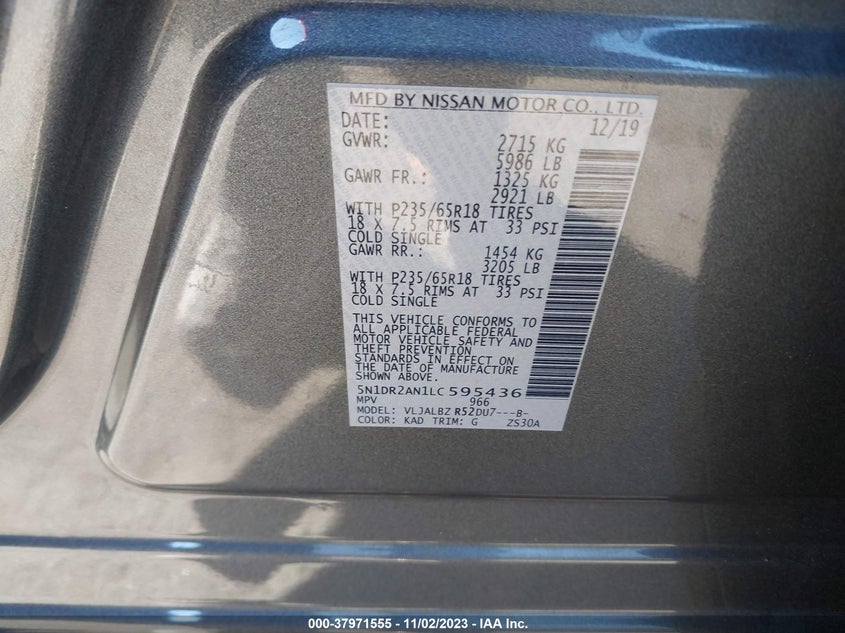 MFD BY NISSAN MOTOR CO., LTD.
DATE: 12/19
GVWR: 2715 KG
5986 LB
GAWR FR.: 1325 KG
2921 LB
WITH P235/65R18 TIRES
18 X 7.5 RIMS AT 33 PSI
COLD SINGLE
GAWR RR.: 1454 KG
3205 LB
WITH P235/65R18 TIRES
18 X 7.5 RIMS AT 33 PSI
COLD SINGLE
THIS VEHICLE CONFORMS TO
ALL APPLICABLE FEDERAL
MOTOR VEHICLE SAFETY AND
THEFT PREVENTION
STANDARDS IN EFFECT ON
THE DATE OF MANUFACTURE
SHOWN ABOVE.
5N1DR2AN1LC595436
MPV 966
MODEL: VLJALBZ R52DU7---B-
COLOR: KAD TRIM: G ZS30A
000-37971555 - 11/02/2023 - IAA Inc.